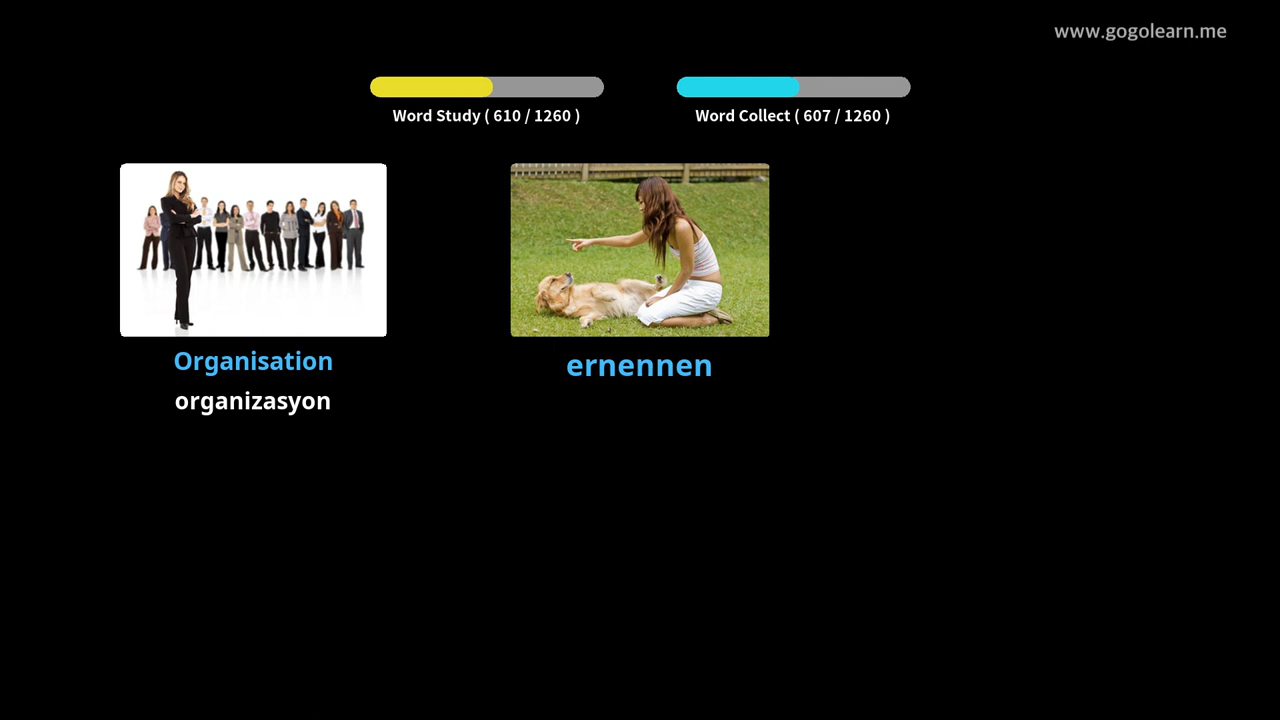 www.gogolearn.me
Word Study ( 610 / 1260 )
Word Collect ( 607 / 1260 )
Organisation
organizasyon
ernennen